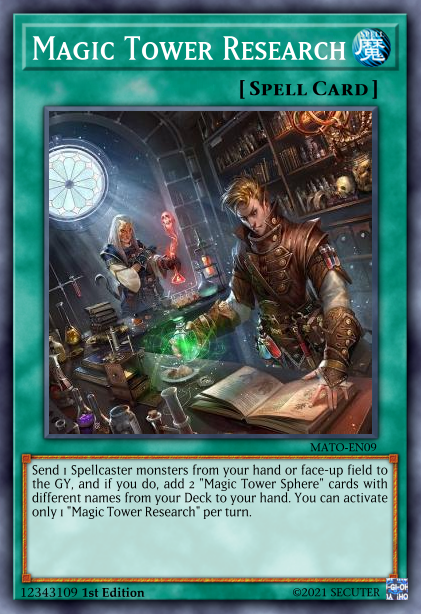 MAGIC TOWER RESEARCH 魔
[SPELL CARD]
MATO-EN09
Send 1 Spellcaster monsters from your hand or face-up field to
the GY, and if you do, add 2 "Magic Tower Sphere" cards with
different names from your Deck to your hand. You can activate
only 1 "Magic Tower Research" per turn.
12343109 1st Edition
©2021 SECUTER